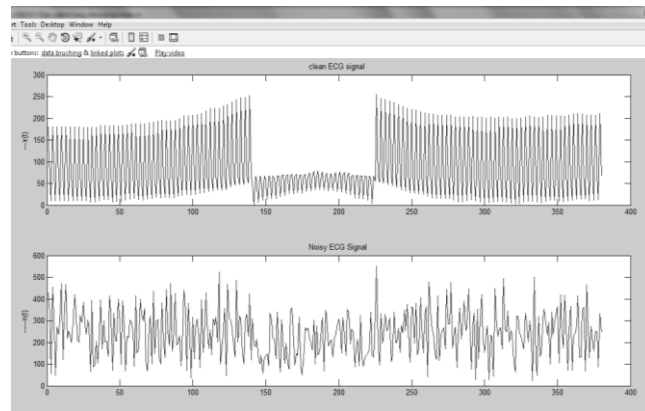 Tools Desktop Window Help
buttons: data brushing & linked plots Play video
clean ECG signal
300
250
200
150
100
50
0
0 50 100 150 200 250 300 350 400
Noisy ECG Signal
600
500
400
300
200
100
0
0 50 100 150 200 250 300 350 400